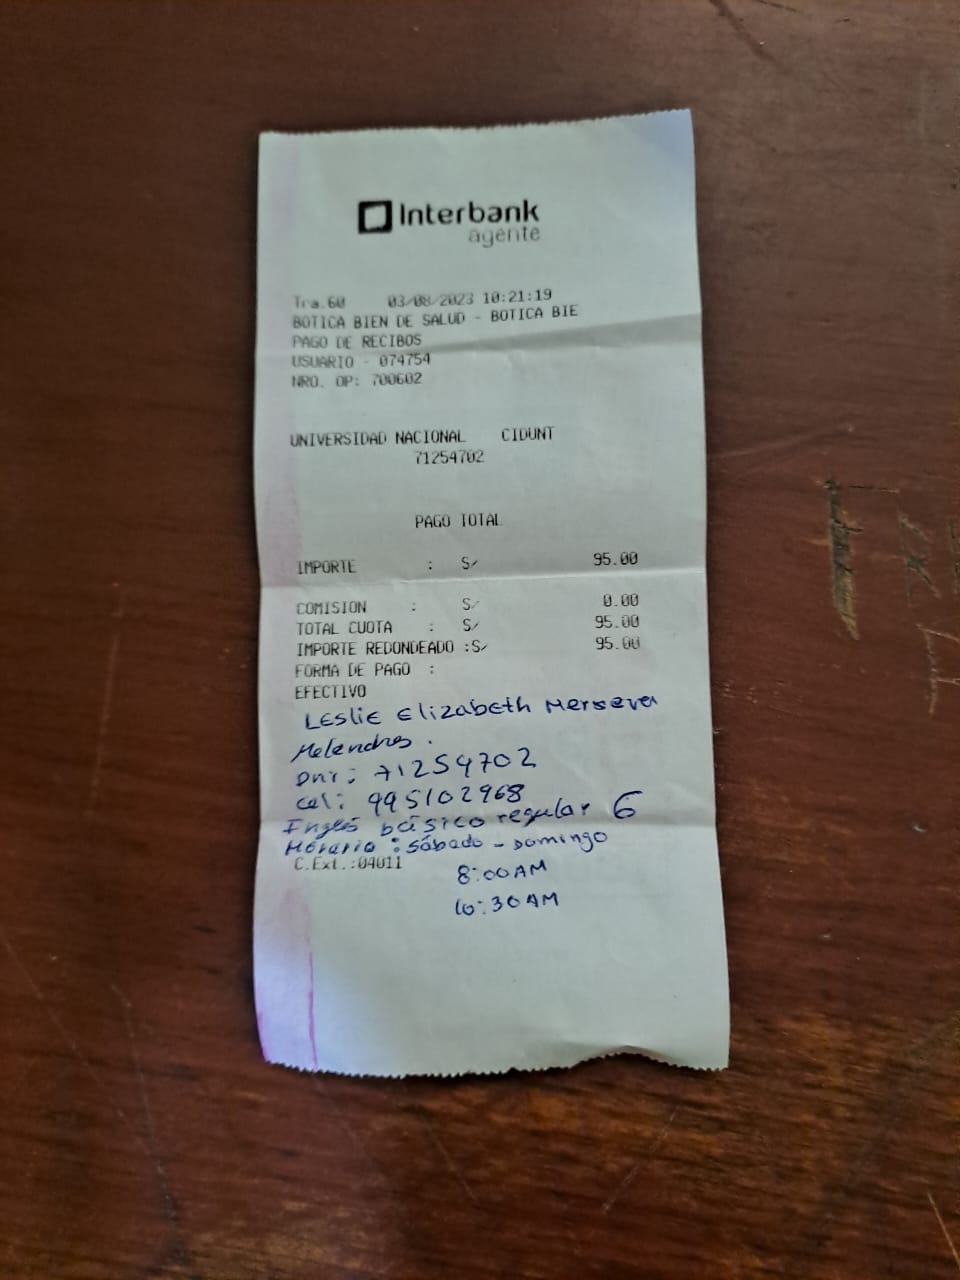 Interbank
agente
Tra.60 03/08/2023 10:21:19
BOTICA BIEN DE SALUD - BOTICA BIE
PAGO DE RECIBOS
USUARIO - 074754
NRO. OP: 700602
UNIVERSIDAD NACIONAL CIDUNT
71254702
PAGO TOTAL
IMPORTE : S/ 95.00
COMISION : S/ 0.00
TOTAL CUOTA : S/ 95.00
IMPORTE REDONDEADO :S/ 95.00
FORMA DE PAGO :
EFECTIVO
Leslie Elizabeth
Melendres.
DNI: 71254702
cel: 995102968
Inglés básico regular 6
Horario : sábado - Domingo
C.Ext.:04011
8:00AM
10:30AM